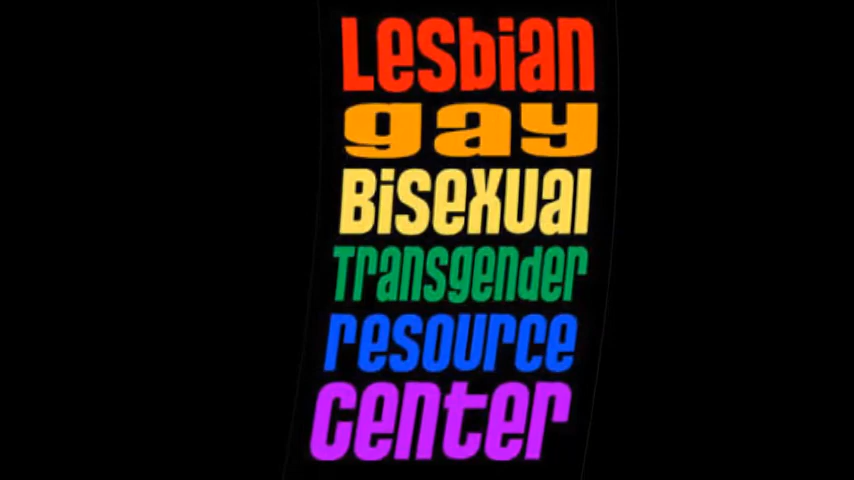 Lesbian
gay
Bisexual
Transgender
resource
center